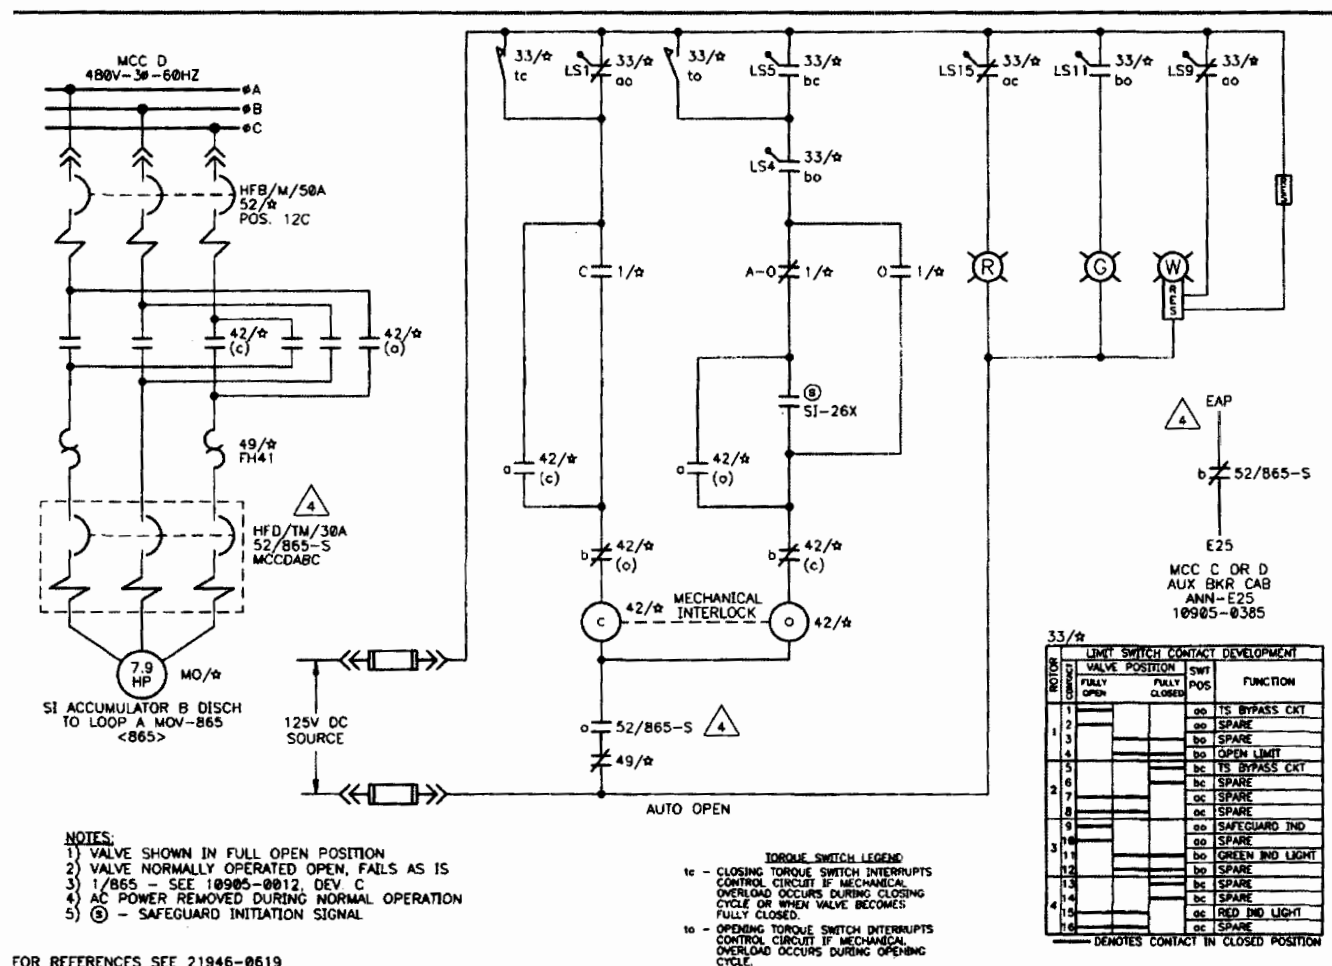 MCC D
480V-3ø-60HZ
øA
øB
øC
HFB/M/50A
52/☆
POS. 12C
42/☆
(c)
42/☆
(o)
49/☆
FH41
4
HFD/TM/30A
52/865-S
MCCDABC
7.9
HP
MO/☆
SI ACCUMULATOR B DISCH
TO LOOP A MOV-865
<865>
33/☆
tc
LS1
33/☆
ao
33/☆
to
LS5
33/☆
bc
LS4
33/☆
bo
LS15
33/☆
ac
LS11
33/☆
bo
LS9
33/☆
ao
C
1/☆
A-O
1/☆
O
1/☆
R
G
W
RES
S
SI-26X
a
42/☆
(c)
a
42/☆
(o)
b
42/☆
(o)
b
42/☆
(c)
C
42/☆
MECHANICAL
INTERLOCK
O
42/☆
125V DC
SOURCE
a
52/865-S
4
49/☆
AUTO OPEN
4
EAP
b
52/865-S
E25
MCC C OR D
AUX BKR CAB
ANN-E25
10905-0385
33/☆
LIMIT SWITCH CONTACT DEVELOPMENT
ROTOR
CONTACT
VALVE POSITION
FULLY OPEN
FULLY CLOSED
SWT POS
FUNCTION
1
1 ao TS BYPASS CKT
2 ao SPARE
3 bo SPARE
4 bo OPEN LIMIT
2
5 bc TS BYPASS CKT
6 bc SPARE
7 ac SPARE
8 ac SPARE
3
9 ao SAFEGUARD IND
10 ao SPARE
11 bo GREEN IND LIGHT
12 bo SPARE
4
13 bc SPARE
14 bc SPARE
15 ac RED IND LIGHT
16 ac SPARE
DENOTES CONTACT IN CLOSED POSITION
NOTES:
1) VALVE SHOWN IN FULL OPEN POSITION
2) VALVE NORMALLY OPERATED OPEN, FAILS AS IS
3) 1/865 - SEE 10905-0012, DEV. C
4) AC POWER REMOVED DURING NORMAL OPERATION
5) Ⓢ - SAFEGUARD INITIATION SIGNAL
TORQUE SWITCH LEGEND
tc - CLOSING TORQUE SWITCH INTERRUPTS
CONTROL CIRCUIT IF MECHANICAL
OVERLOAD OCCURS DURING CLOSING
CYCLE OR WHEN VALVE BECOMES
FULLY CLOSED.
to - OPENING TORQUE SWITCH INTERRUPTS
CONTROL CIRCUIT IF MECHANICAL
OVERLOAD OCCURS DURING OPENING
CYCLE.
FOR REFERENCES SEE 21946-0619